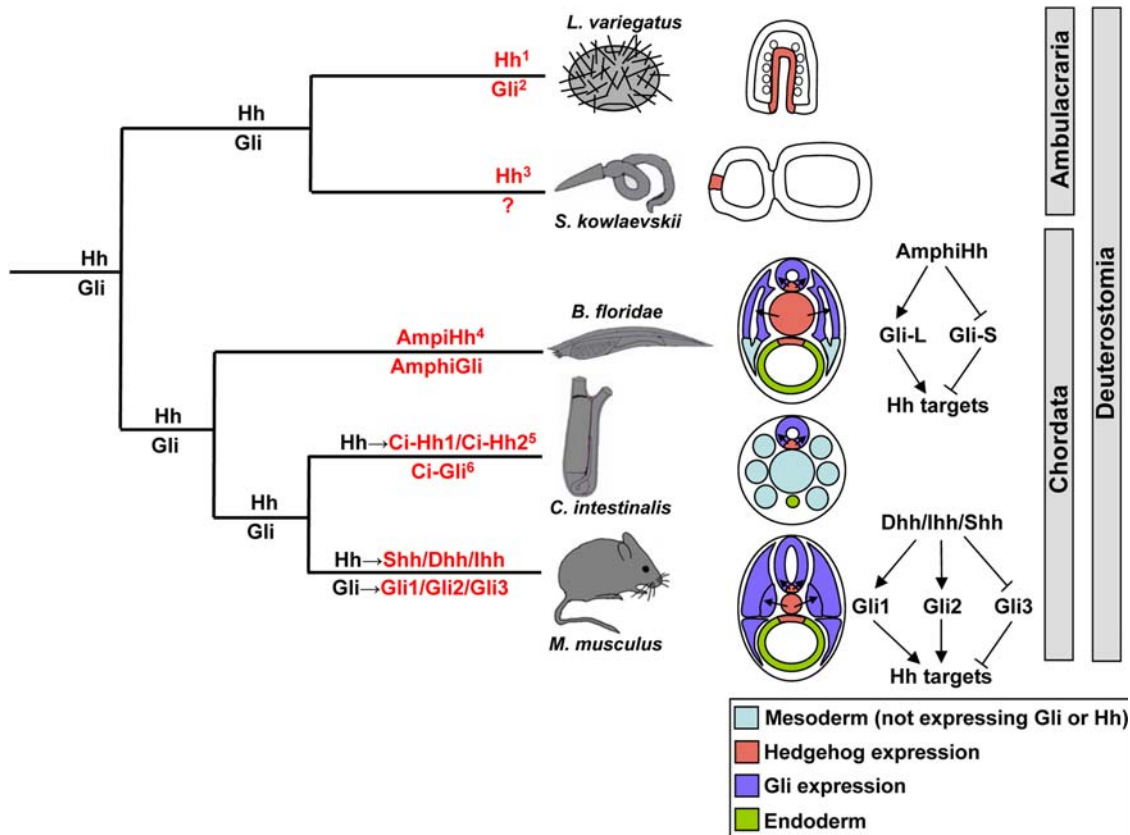 L. variegatus
Hh1
Gli2
Hh
Gli
Hh3
?
S. kowlaevskii
Ambulacraria
Hh
Gli
AmphiHh
B. floridae
AmpiHh4
AmphiGli
Gli-L Gli-S
Hh targets
Hh
Gli
Hh→Ci-Hh1/Ci-Hh25
Ci-Gli6
C. intestinalis
Hh
Gli
Hh→Shh/Dhh/Ihh
Gli→Gli1/Gli2/Gli3
M. musculus
Dhh/Ihh/Shh
Gli1 Gli2 Gli3
Hh targets
Chordata
Deuterostomia
Mesoderm (not expressing Gli or Hh)
Hedgehog expression
Gli expression
Endoderm